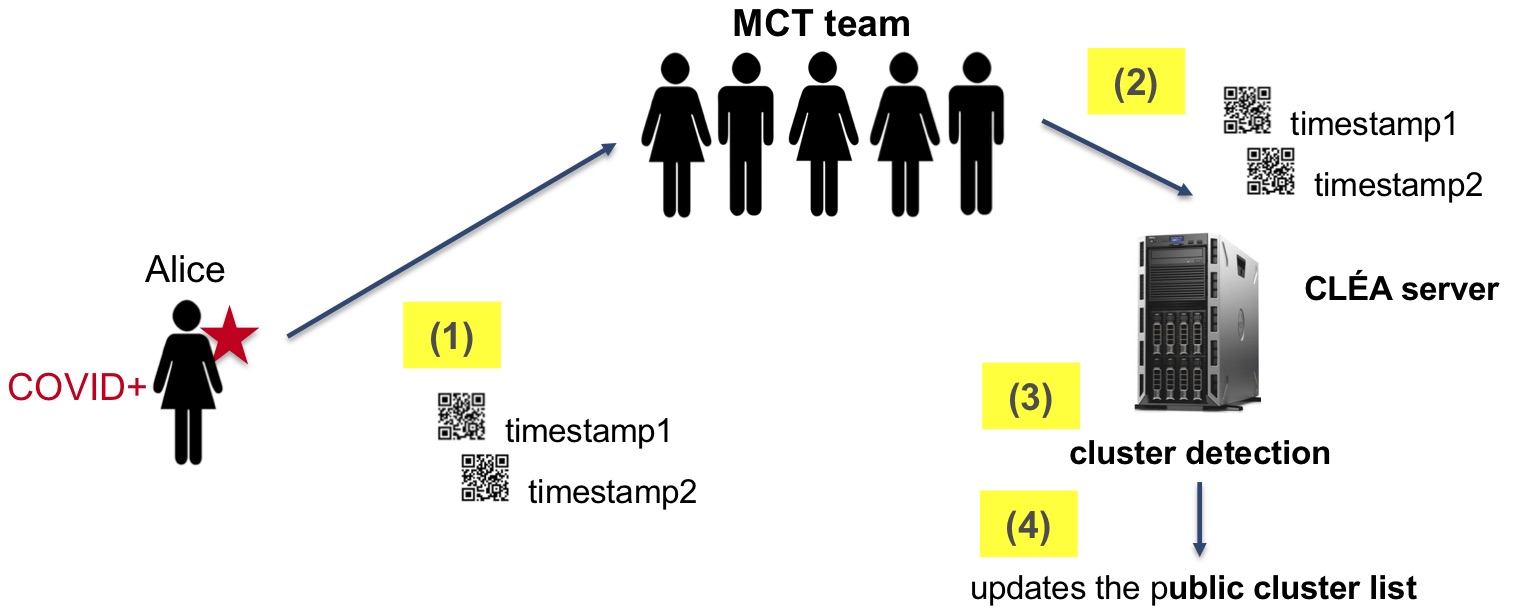 MCT team
(2)
timestamp1
timestamp2
Alice
CLÉA server
(1)
COVID+
(3)
timestamp1
cluster detection
timestamp2
(4)
updates the public cluster list